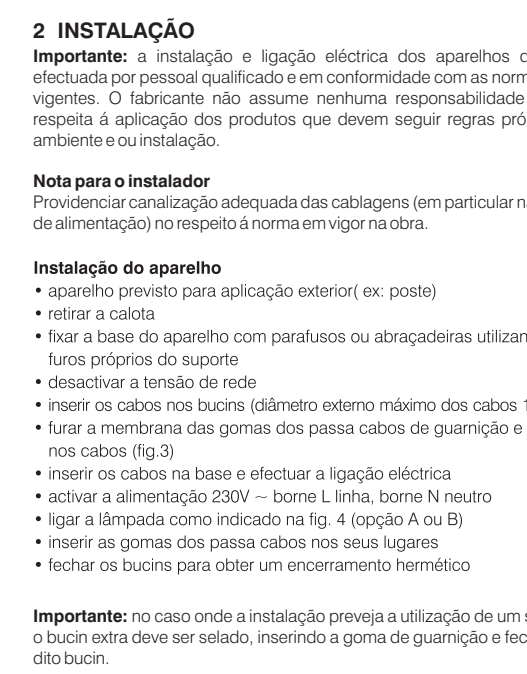 2 INSTALAÇÃO
Importante: a instalação e ligação eléctrica dos aparelhos
efectuada por pessoal qualificado e em conformidade com as
vigentes. O fabricante não assume nenhuma responsabilidade
respeita á aplicação dos produtos que devem seguir regras
ambiente e ou instalação.
Nota para o instalador
Providenciar canalização adequada das cablagens (em particular
de alimentação) no respeito á norma em vigor na obra.
Instalação do aparelho
• aparelho previsto para aplicação exterior( ex: poste)
• retirar a calota
• fixar a base do aparelho com parafusos ou abraçadeiras
furos próprios do suporte
• desactivar a tensão de rede
• inserir os cabos nos bucins (diâmetro externo máximo dos cabos
• furar a membrana das gomas dos passa cabos de guarnição e
nos cabos (fig.3)
• inserir os cabos na base e efectuar a ligação eléctrica
• activar a alimentação 230V ~ borne L linha, borne N neutro
• ligar a lâmpada como indicado na fig. 4 (opção A ou B)
• inserir as gomas dos passa cabos nos seus lugares
• fechar os bucins para obter um encerramento hermético
Importante: no caso onde a instalação preveja a utilização de um
o bucin extra deve ser selado, inserindo a goma de guarnição e
dito bucin.